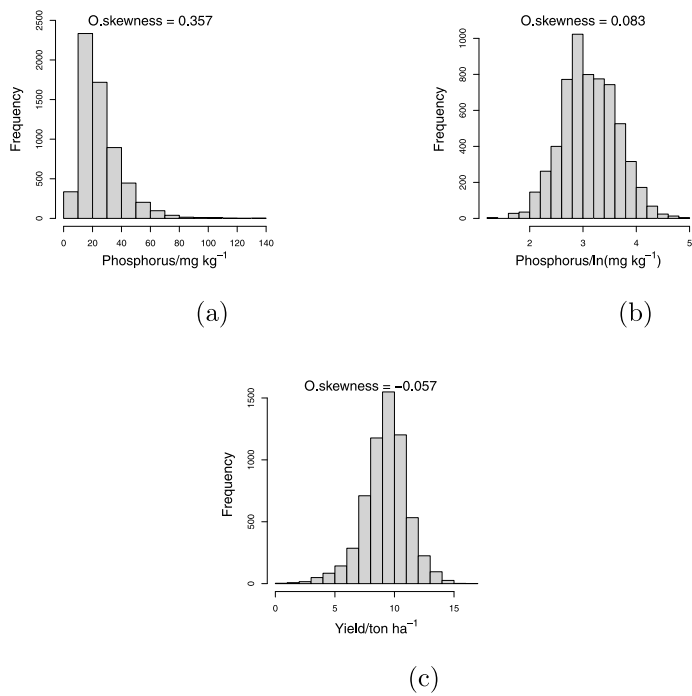 O.skewness = 0.357
Frequency
2500
2000
1500
1000
500
0
0 20 40 60 80 100 120 140
Phosphorus/mg kg⁻¹
(a)
O.skewness = 0.083
Frequency
1000
800
600
400
200
0
2 3 4 5
Phosphorus/ln(mg kg⁻¹)
(b)
O.skewness = −0.057
Frequency
1500
1000
500
0
0 5 10 15
Yield/ton ha⁻¹
(c)